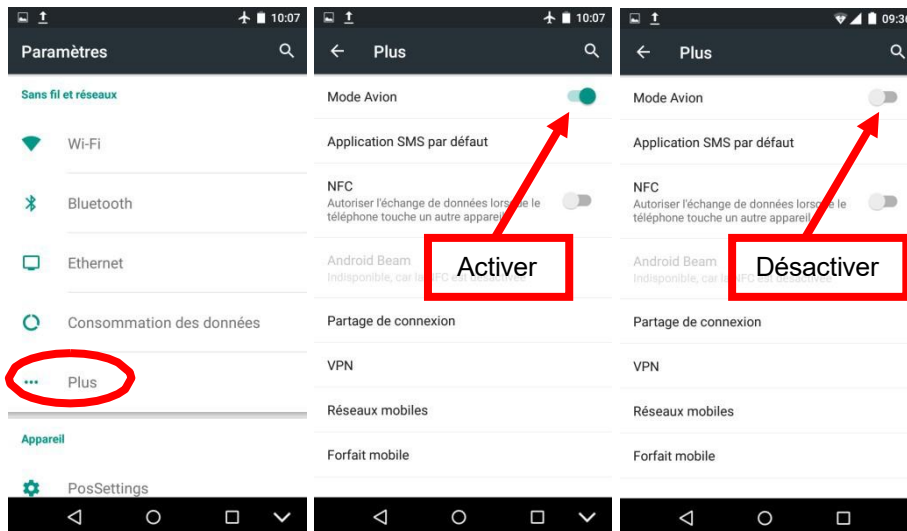 10:07
Paramètres
Sans fil et réseaux
Wi-Fi
Bluetooth
Ethernet
Consommation des données
Plus
Appareil
PosSettings
10:07
Plus
Mode Avion
Application SMS par défaut
NFC
Autoriser l'échange de données lorsque le
téléphone touche un autre appareil
Android Beam
Indisponible, car la NFC est désactivée
Activer
Partage de connexion
VPN
Réseaux mobiles
Forfait mobile
09:36
Plus
Mode Avion
Application SMS par défaut
NFC
Autoriser l'échange de données lorsque le
téléphone touche un autre appareil
Android Beam
Indisponible, car la NFC est désactivée
Désactiver
Partage de connexion
VPN
Réseaux mobiles
Forfait mobile